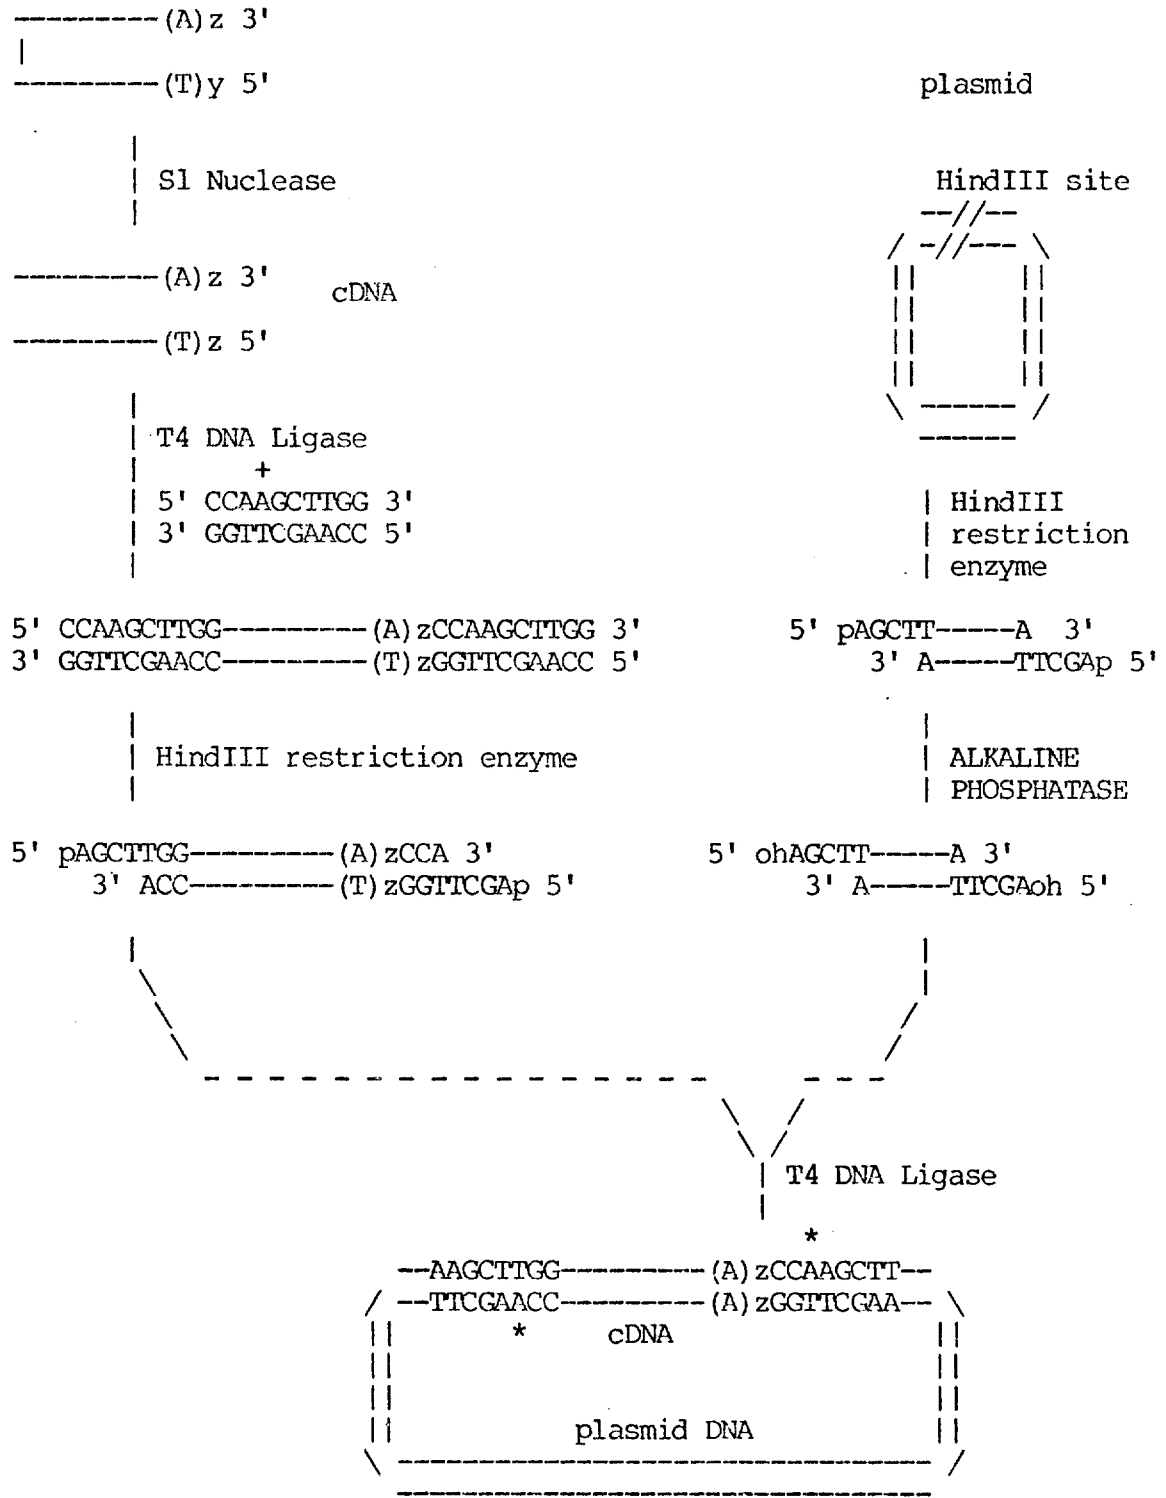 (A)z 3'
(T)y 5'
plasmid
S1 Nuclease
HindIII site
(A)z 3'
cDNA
(T)z 5'
T4 DNA Ligase
+
5' CCAAGCTTGG 3'
3' GGTTCGAACC 5'
HindIII
restriction
enzyme
5' CCAAGCTTGG----------(A)zCCAAGCTTGG 3'
3' GGTTCGAACC----------(T)zGGTTCGAACC 5'
5' pAGCTT-----A 3'
3' A-----TTCGAp 5'
HindIII restriction enzyme
ALKALINE
PHOSPHATASE
5' pAGCTTGG----------(A)zCCA 3'
3' ACC----------(T)zGGTTCGAp 5'
5' ohAGCTT-----A 3'
3' A-----TTCGAoh 5'
T4 DNA Ligase
*
--AAGCTTGG----------(A)zCCAAGCTT--
--TTCGAACC----------(A)zGGTTCGAA--
*
cDNA
plasmid DNA